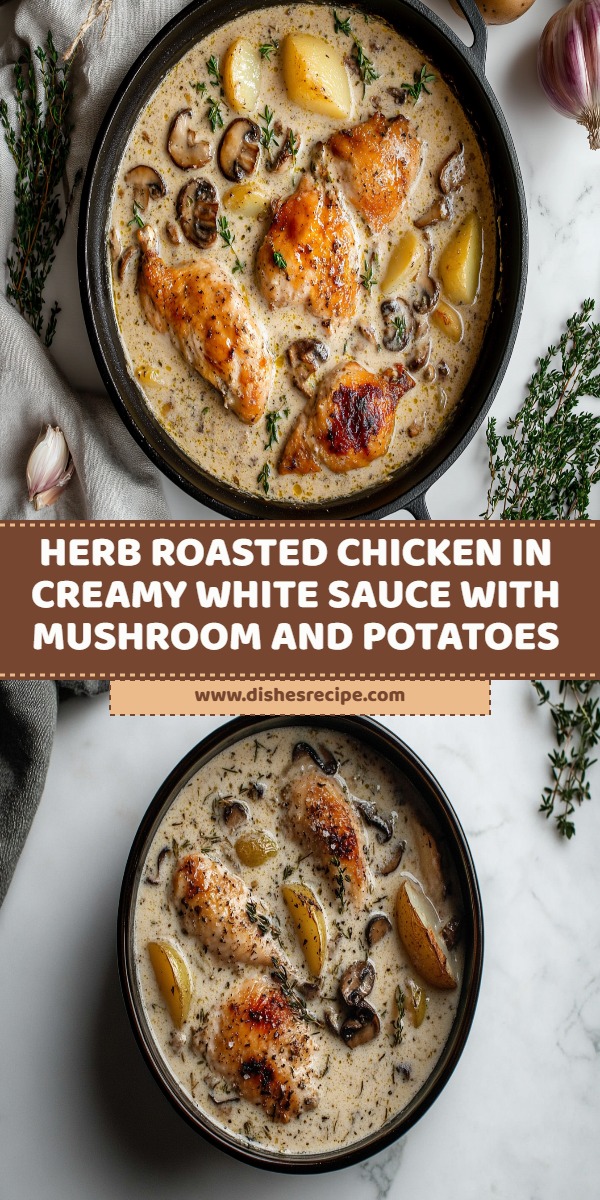 HERB ROASTED CHICKEN IN
CREAMY WHITE SAUCE WITH
MUSHROOM AND POTATOES
www.dishesrecipe.com